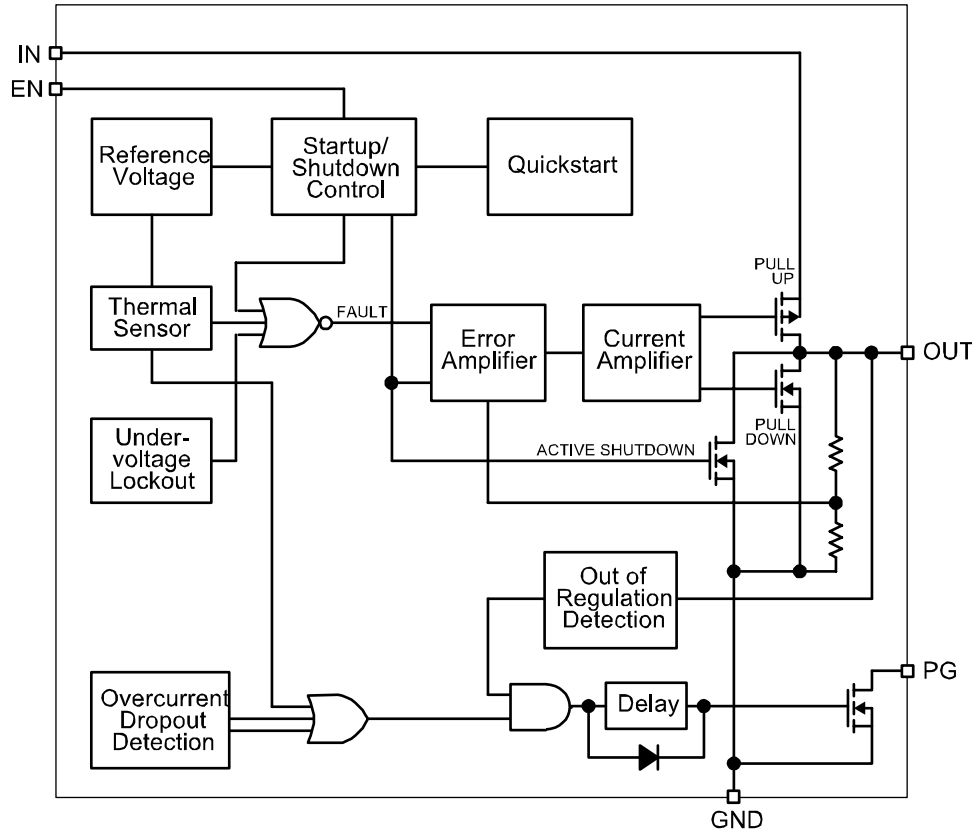 IN
EN
Reference
Voltage
Startup/
Shutdown
Control
Quickstart
PULL
UP
Thermal
Sensor
FAULT
Error
Amplifier
Current
Amplifier
OUT
PULL
DOWN
Under-
voltage
Lockout
ACTIVE SHUTDOWN
Out of
Regulation
Detection
PG
Overcurrent
Dropout
Detection
Delay
GND